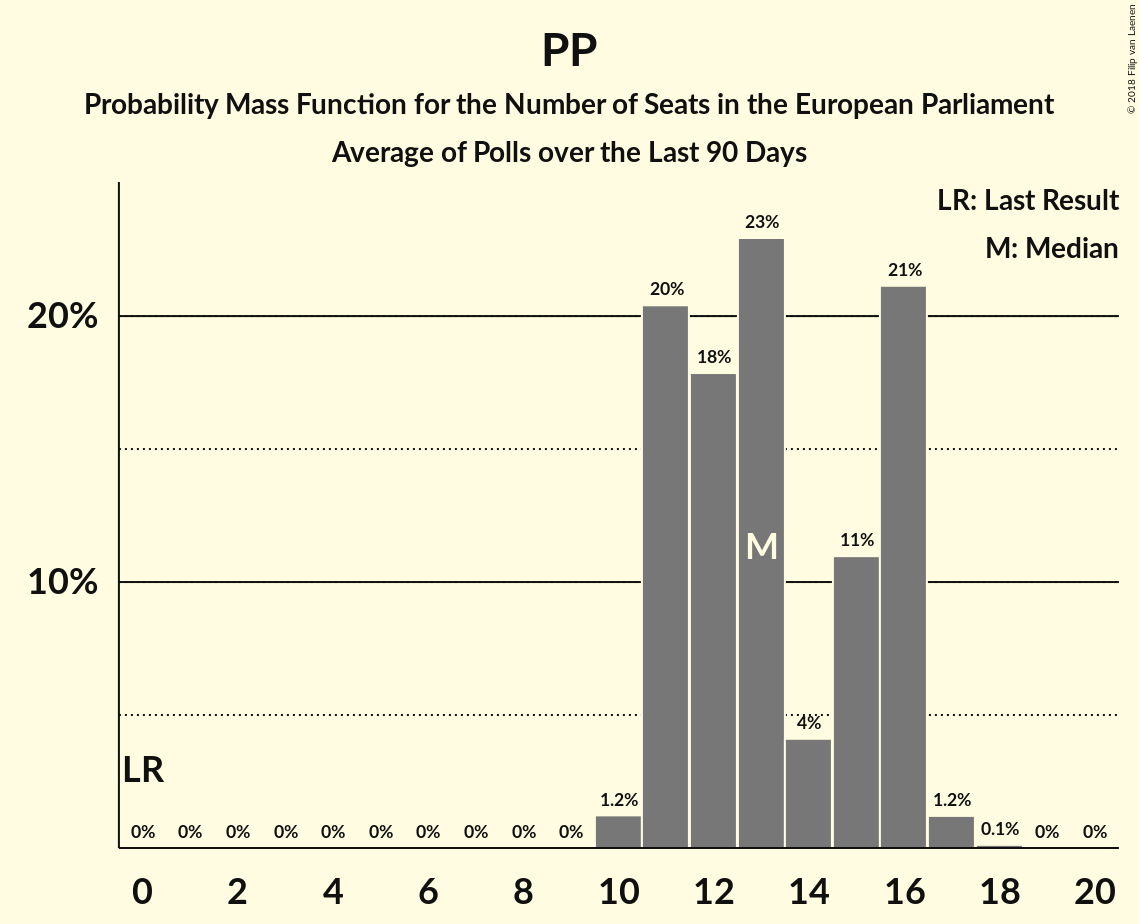 PP
Probability Mass Function for the Number of Seats in the European Parliament
Average of Polls over the Last 90 Days
© 2018 Filip van Laenen
LR: Last Result
M: Median
23%
21%
20%
20%
18%
M
11%
10%
4%
LR
1.2%
1.2%
0% 0% 0% 0% 0% 0% 0% 0% 0% 0% 0.1% 0% 0%
0 2 4 6 8 10 12 14 16 18 20